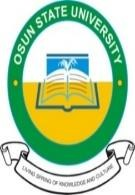 OSUN STATE UNIVERSITY
LIVING SPRING OF KNOWLEDGE AND CULTURE